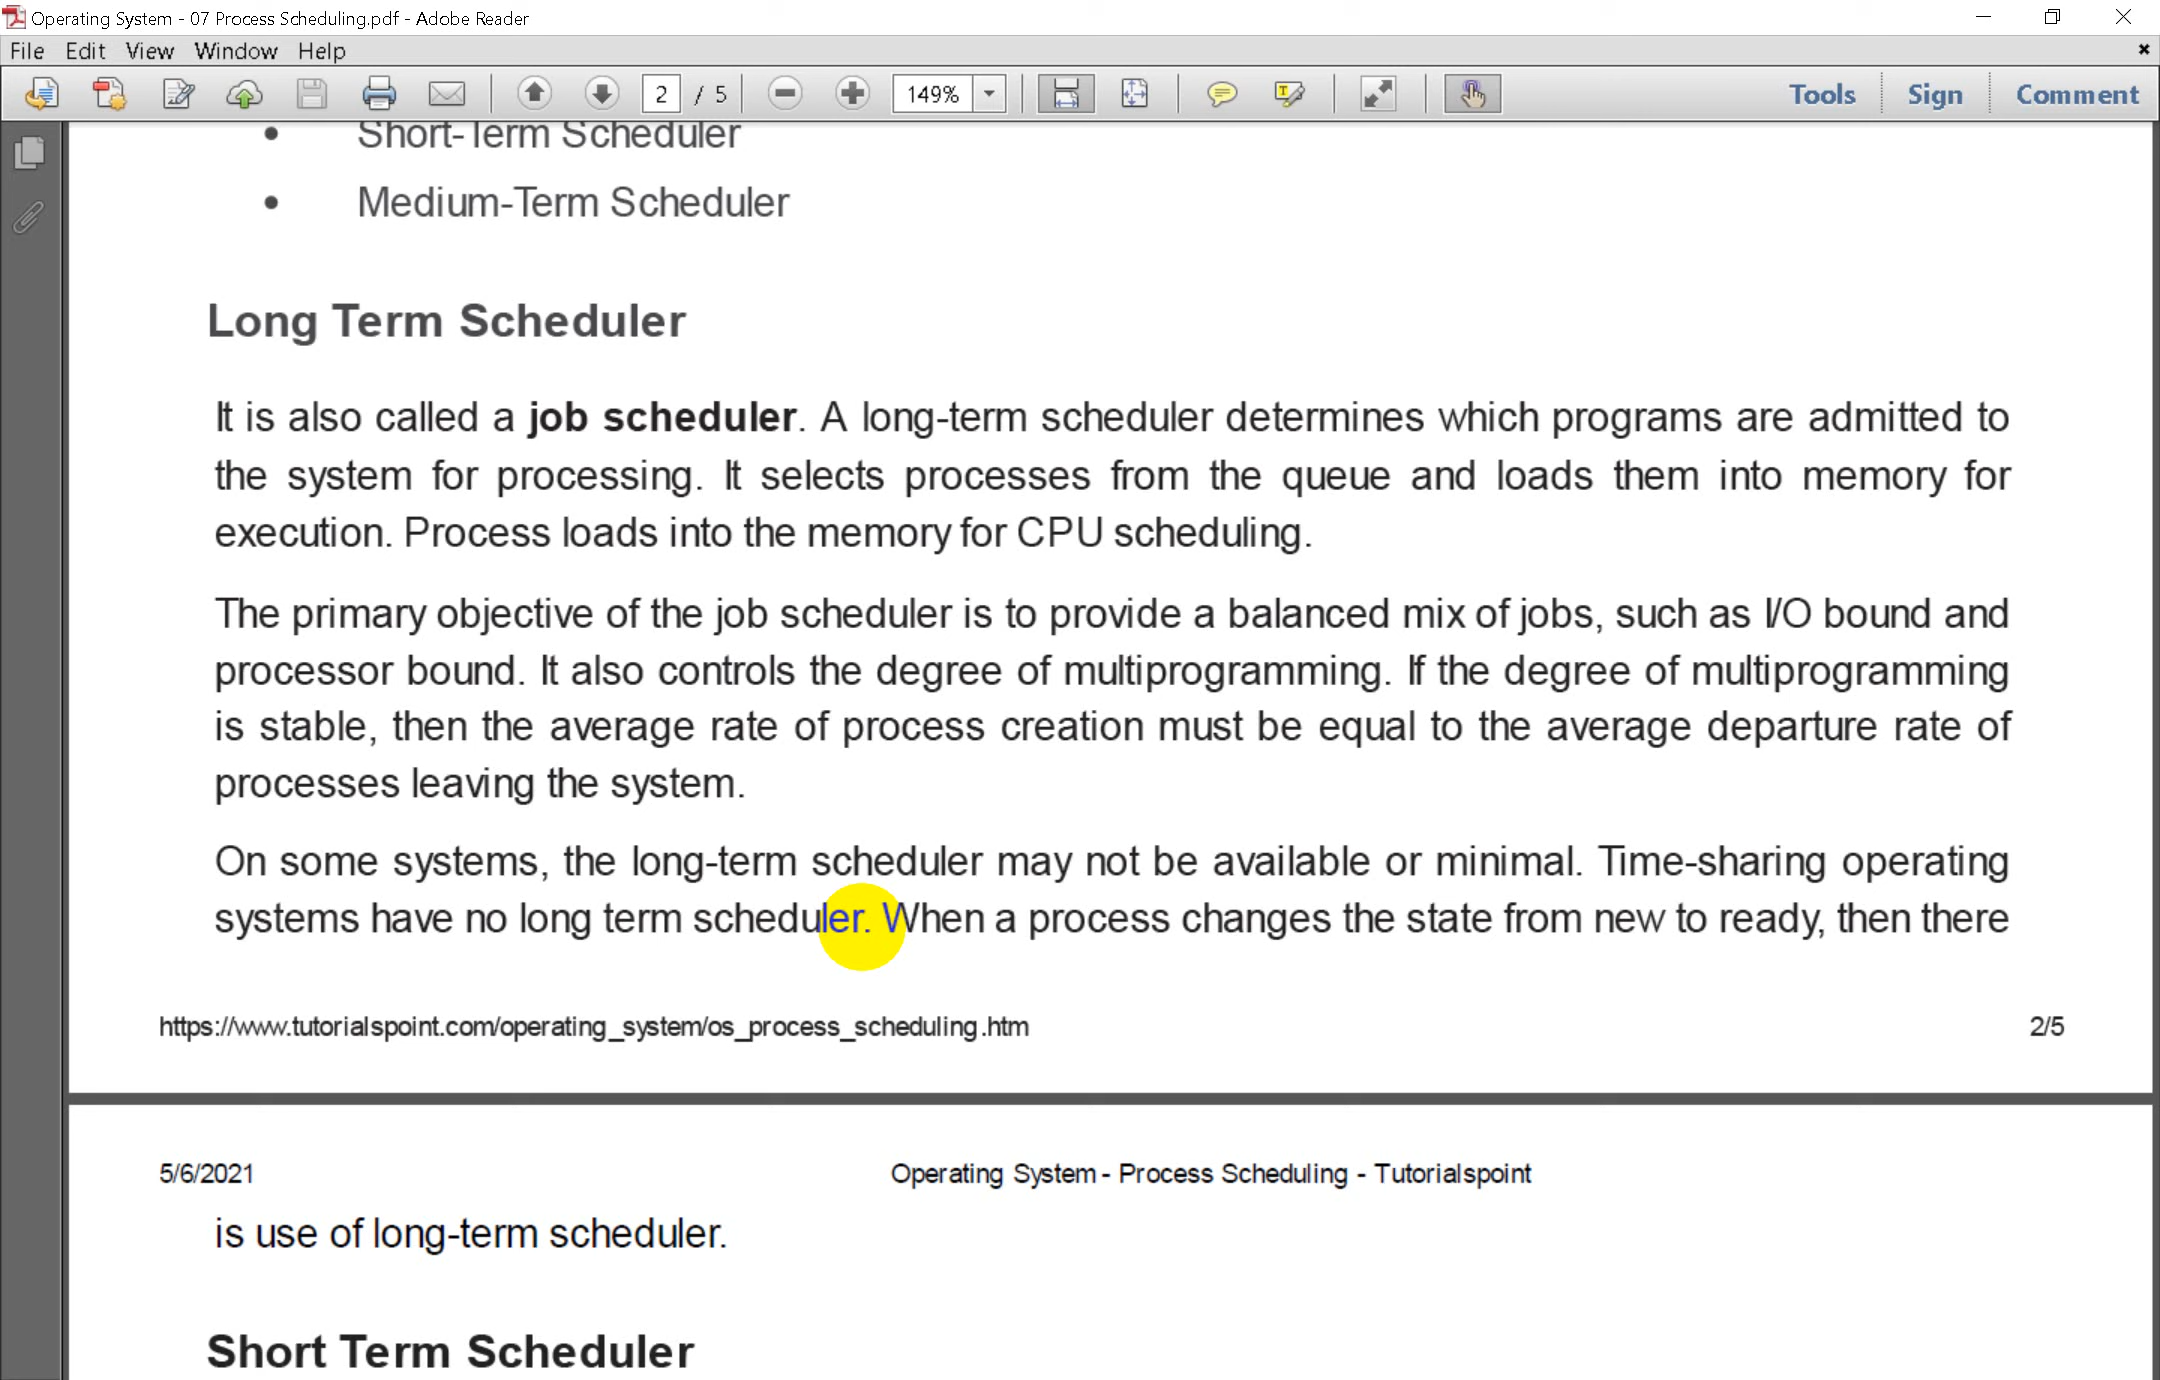 Operating System - 07 Process Scheduling.pdf - Adobe Reader
File Edit View Window Help
2 / 5 149% Tools Sign Comment
• Short-Term Scheduler
• Medium-Term Scheduler
Long Term Scheduler
It is also called a job scheduler. A long-term scheduler determines which programs are admitted to
the system for processing. It selects processes from the queue and loads them into memory for
execution. Process loads into the memory for CPU scheduling.
The primary objective of the job scheduler is to provide a balanced mix of jobs, such as I/O bound and
processor bound. It also controls the degree of multiprogramming. If the degree of multiprogramming
is stable, then the average rate of process creation must be equal to the average departure rate of
processes leaving the system.
On some systems, the long-term scheduler may not be available or minimal. Time-sharing operating
systems have no long term scheduler. When a process changes the state from new to ready, then there
https://www.tutorialspoint.com/operating_system/os_process_scheduling.htm 2/5
5/6/2021 Operating System - Process Scheduling - Tutorialspoint
is use of long-term scheduler.
Short Term Scheduler